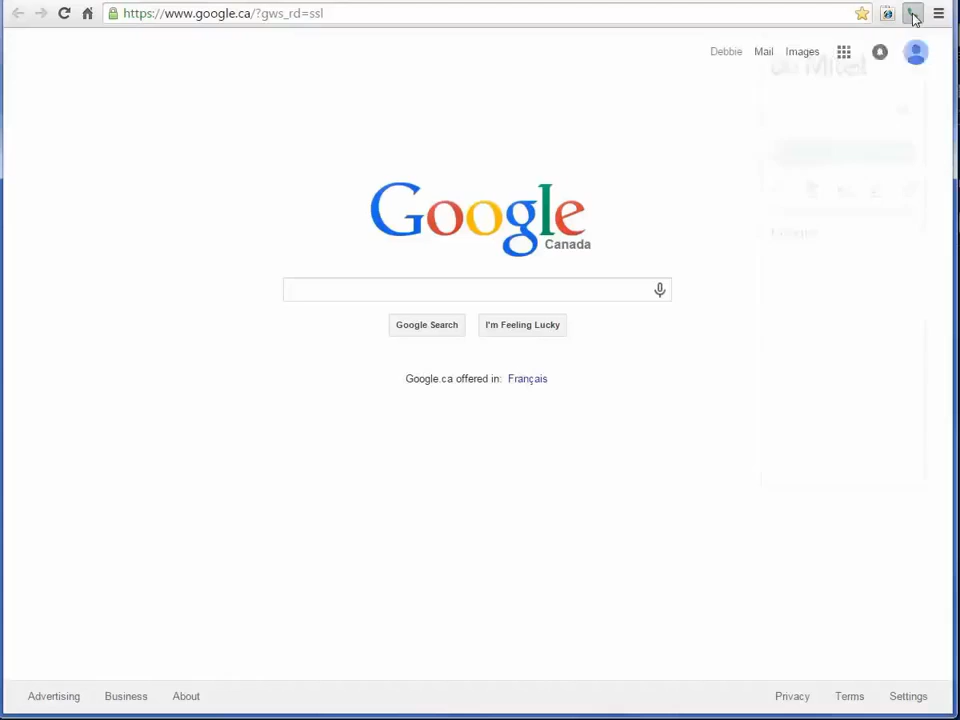 https://www.google.ca/?gws_rd=ssl
Debbie Mail Images
Mitel
Google
Canada
Google Search I'm Feeling Lucky
Google.ca offered in: Français
Advertising Business About Privacy Terms Settings